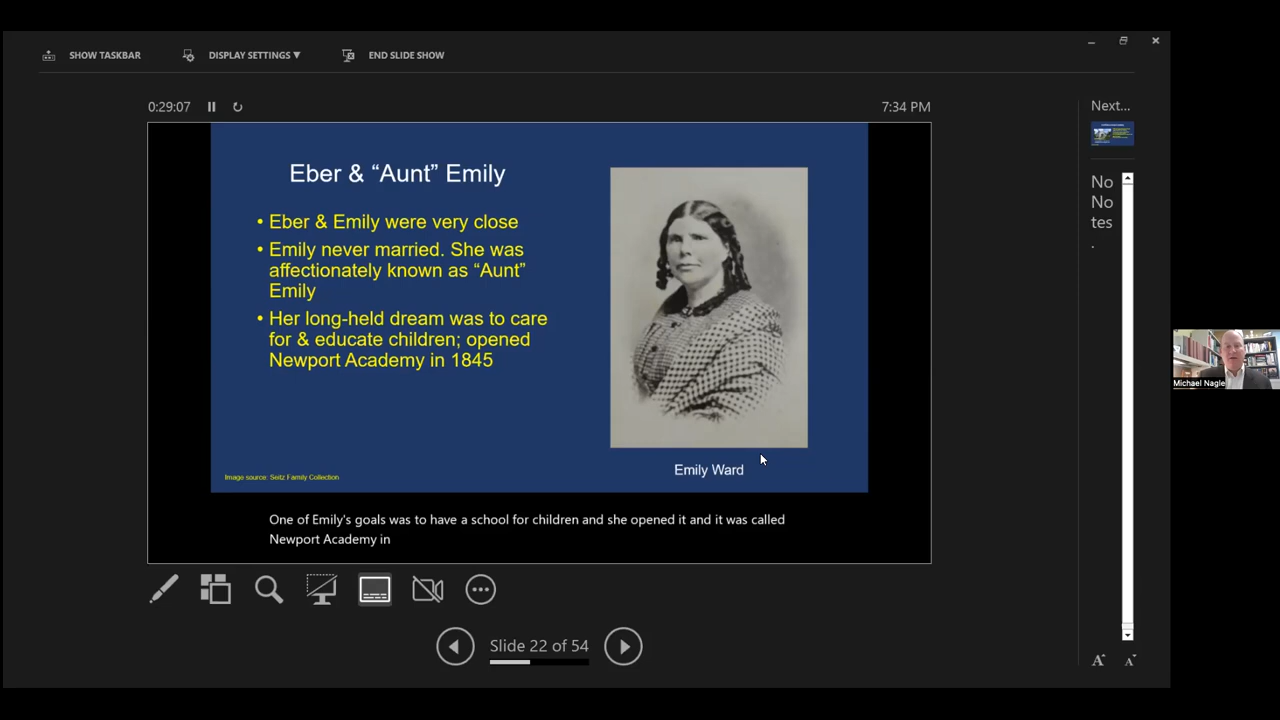 SHOW TASKBAR
DISPLAY SETTINGS ▼
END SLIDE SHOW
0:29:07
7:34 PM
Next...
Eber & “Aunt” Emily
• Eber & Emily were very close
• Emily never married. She was
affectionately known as “Aunt”
Emily
• Her long-held dream was to care
for & educate children; opened
Newport Academy in 1845
Emily Ward
Image source: Seitz Family Collection
One of Emily's goals was to have a school for children and she opened it and it was called
Newport Academy in
No
No
tes
.
Michael Nagle
Slide 22 of 54
A
A